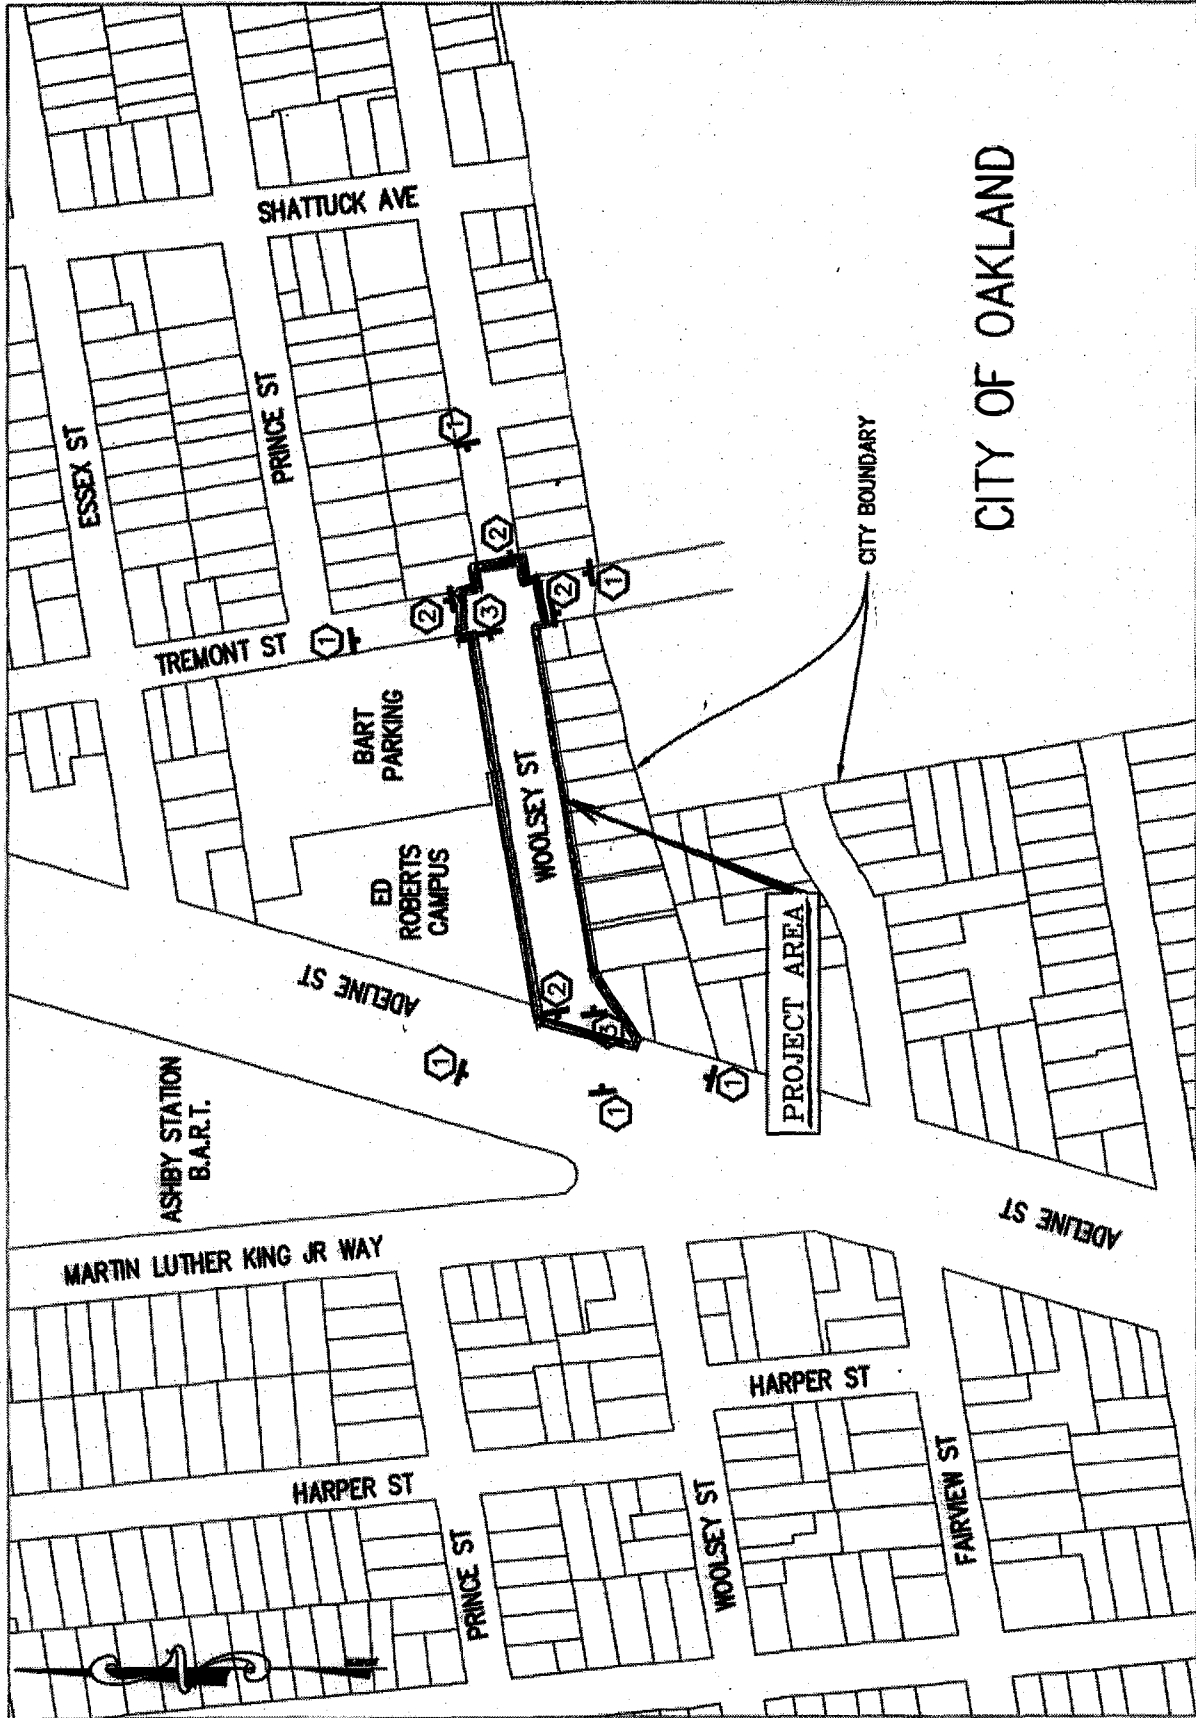 ESSEX ST
SHATTUCK AVE
PRINCE ST
TREMONT ST
1
1
2
2
3
2
1
BART
PARKING
WOOLSEY ST
ED
ROBERTS
CAMPUS
ADELINE ST
2
3
1
1
1
PROJECT AREA
CITY BOUNDARY
CITY OF OAKLAND
ASHBY STATION
B.A.R.T.
MARTIN LUTHER KING JR WAY
ADELINE ST
HARPER ST
HARPER ST
PRINCE ST
WOOLSEY ST
FAIRVIEW ST